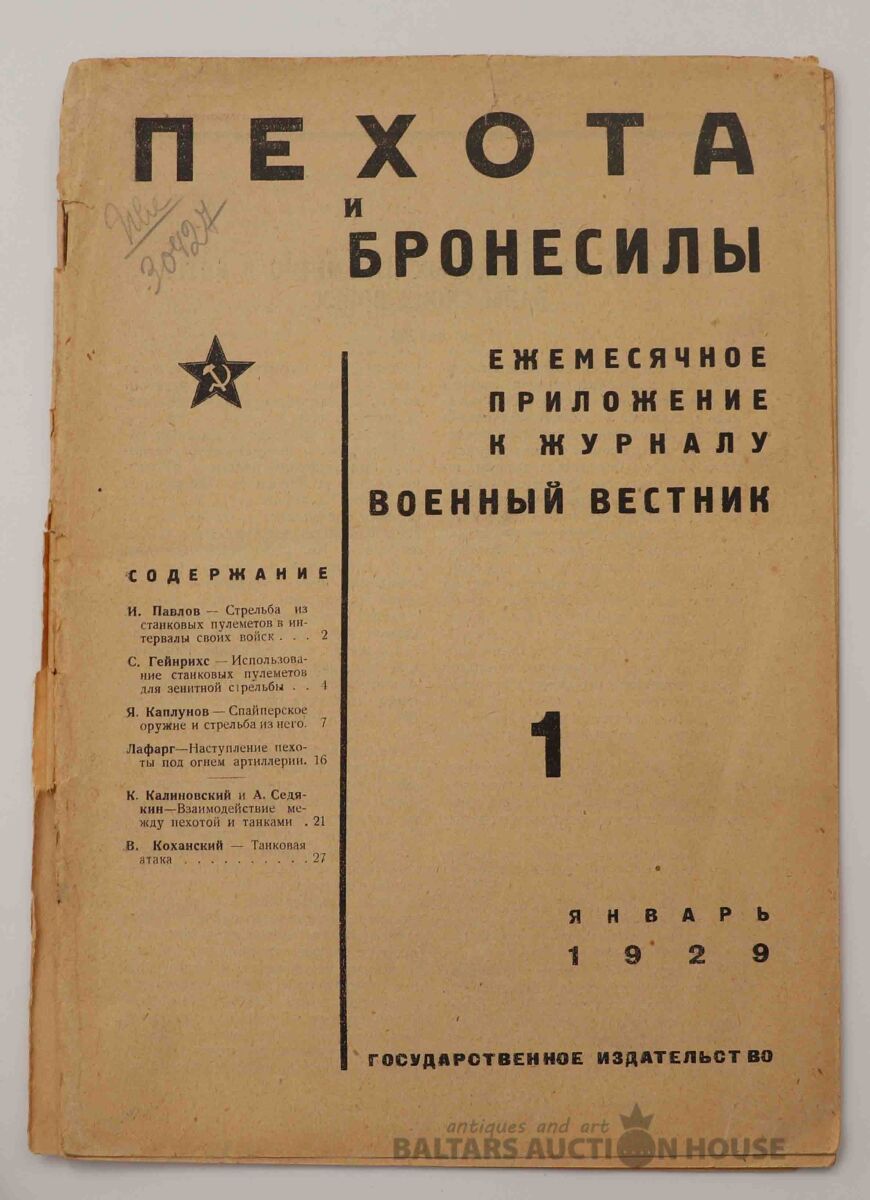 ПЕХОТА
И
БРОНЕСИЛЫ
30427
ЕЖЕМЕСЯЧНОЕ
ПРИЛОЖЕНИЕ
К ЖУРНАЛУ
ВОЕННЫЙ ВЕСТНИК
СОДЕРЖАНИЕ
И. Павлов — Стрельба из
станковых пулеметов в ин-
тервалы своих войск . . . 2
С. Гейнрихс — Использова-
ние станковых пулеметов
для зенитной стрельбы . . 4
Я. Каплунов — Снайперское
оружие и стрельба из него. 7
Лафарг—Наступление пехо-
ты под огнем артиллерии. 16
К. Калиновский и А. Седя-
кин—Взаимодействие ме-
жду пехотой и танками . 21
В. Коханский — Танковая
атака . . . . . . . . . . 27
1
ЯНВАРЬ
1929
ГОСУДАРСТВЕННОЕ ИЗДАТЕЛЬСТВО
antiques and art
BALTARS AUCTION HOUSE